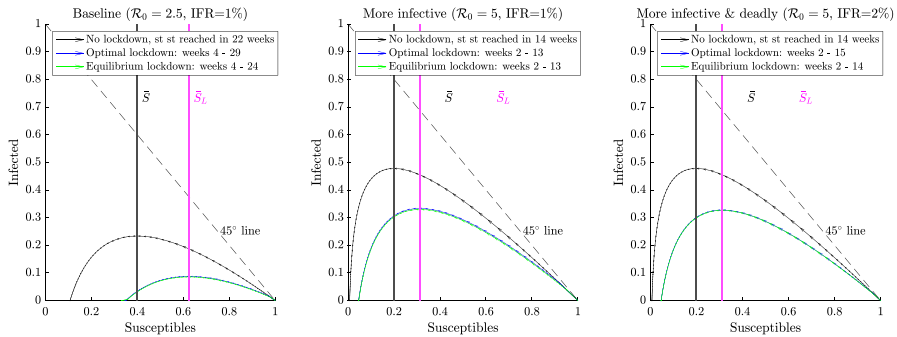 Baseline (R₀ = 2.5, IFR=1%)
No lockdown, st st reached in 22 weeks
Optimal lockdown: weeks 4 - 29
Equilibrium lockdown: weeks 4 - 24
S̄
S̄_L
45° line
Infected
1
0.9
0.8
0.7
0.6
0.5
0.4
0.3
0.2
0.1
0
0
0.2
0.4
0.6
0.8
1
Susceptibles
More infective (R₀ = 5, IFR=1%)
No lockdown, st st reached in 14 weeks
Optimal lockdown: weeks 2 - 13
Equilibrium lockdown: weeks 2 - 13
S̄
S̄_L
45° line
Infected
1
0.9
0.8
0.7
0.6
0.5
0.4
0.3
0.2
0.1
0
0
0.2
0.4
0.6
0.8
1
Susceptibles
More infective & deadly (R₀ = 5, IFR=2%)
No lockdown, st st reached in 14 weeks
Optimal lockdown: weeks 2 - 15
Equilibrium lockdown: weeks 2 - 14
S̄
S̄_L
45° line
Infected
1
0.9
0.8
0.7
0.6
0.5
0.4
0.3
0.2
0.1
0
0
0.2
0.4
0.6
0.8
1
Susceptibles